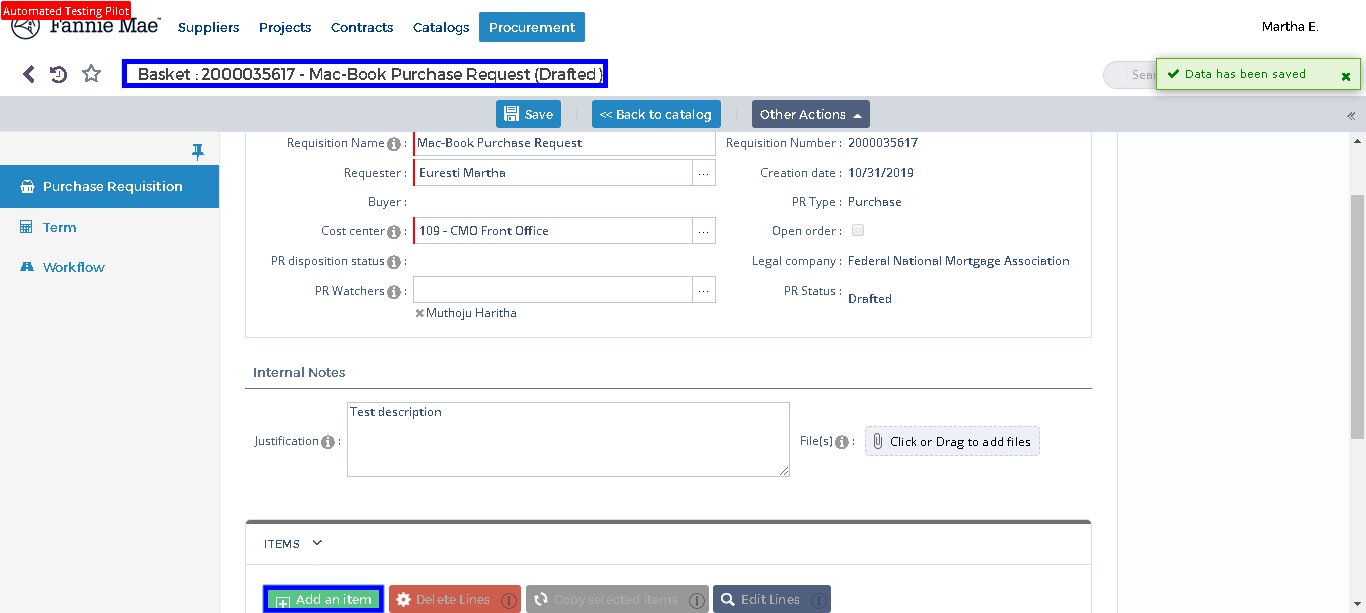 Automated Testing Pilot
Fannie Mae™
Suppliers Projects Contracts Catalogs Procurement
Martha E.
Basket : 2000035617 - Mac-Book Purchase Request (Drafted )
Sear
Data has been saved
Save
<< Back to catalog
Other Actions
Purchase Requisition
Term
Workflow
Requisition Name : Mac-Book Purchase Request
Requisition Number : 2000035617
Requester : Euresti Martha ...
Creation date : 10/31/2019
Buyer :
PR Type : Purchase
Cost center : 109 - CMO Front Office ...
Open order :
PR disposition status :
Legal company : Federal National Mortgage Association
PR Watchers : ...
PR Status : Drafted
Muthoju Haritha
Internal Notes
Justification : Test description
File(s) : Click or Drag to add files
ITEMS
Add an item
Delete Lines
Copy selected items
Edit Lines